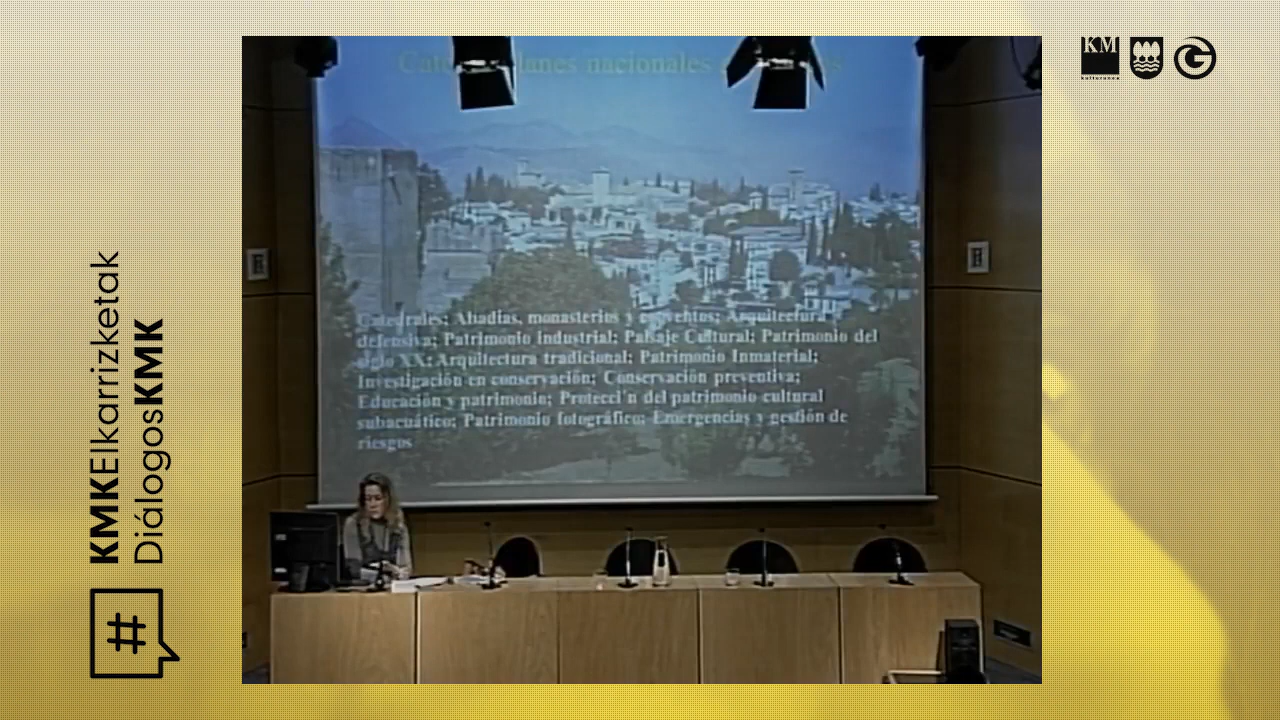 KM
kulturunea
KMKElkarrizketak
DiálogosKMK
#
planes nacionales
Catedrales; Abadías, monasterios y conventos; Arquitectura
defensiva; Patrimonio industrial; Paisaje Cultural; Patrimonio del
siglo XX; Arquitectura tradicional; Patrimonio Inmaterial;
Investigación en conservación; Conservación preventiva;
Educación y patrimonio; Protecci´n del patrimonio cultural
subacuático; Patrimonio fotográfico; Emergencias y gestión de
riesgos